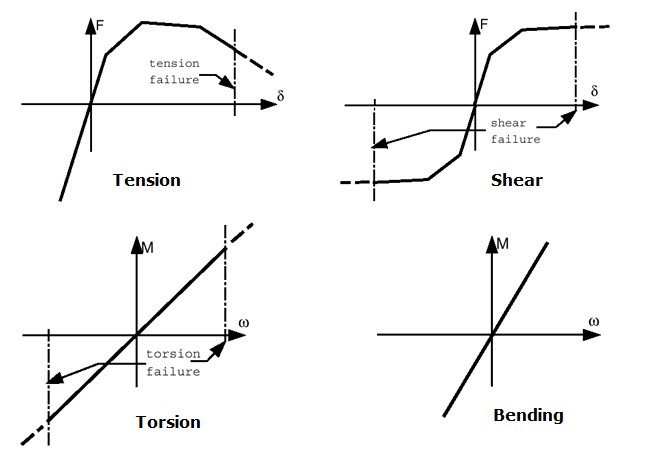 F
tension
failure
δ
Tension
F
δ
shear
failure
Shear
M
ω
torsion
failure
Torsion
M
ω
Bending